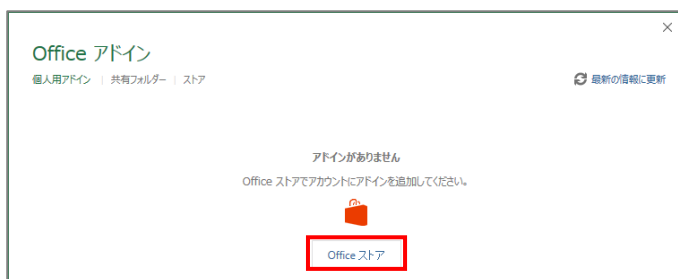 Office アドイン
個人用アドイン | 共有フォルダー | ストア
最新の情報に更新
アドインがありません
Office ストアでアカウントにアドインを追加してください。
Office ストア